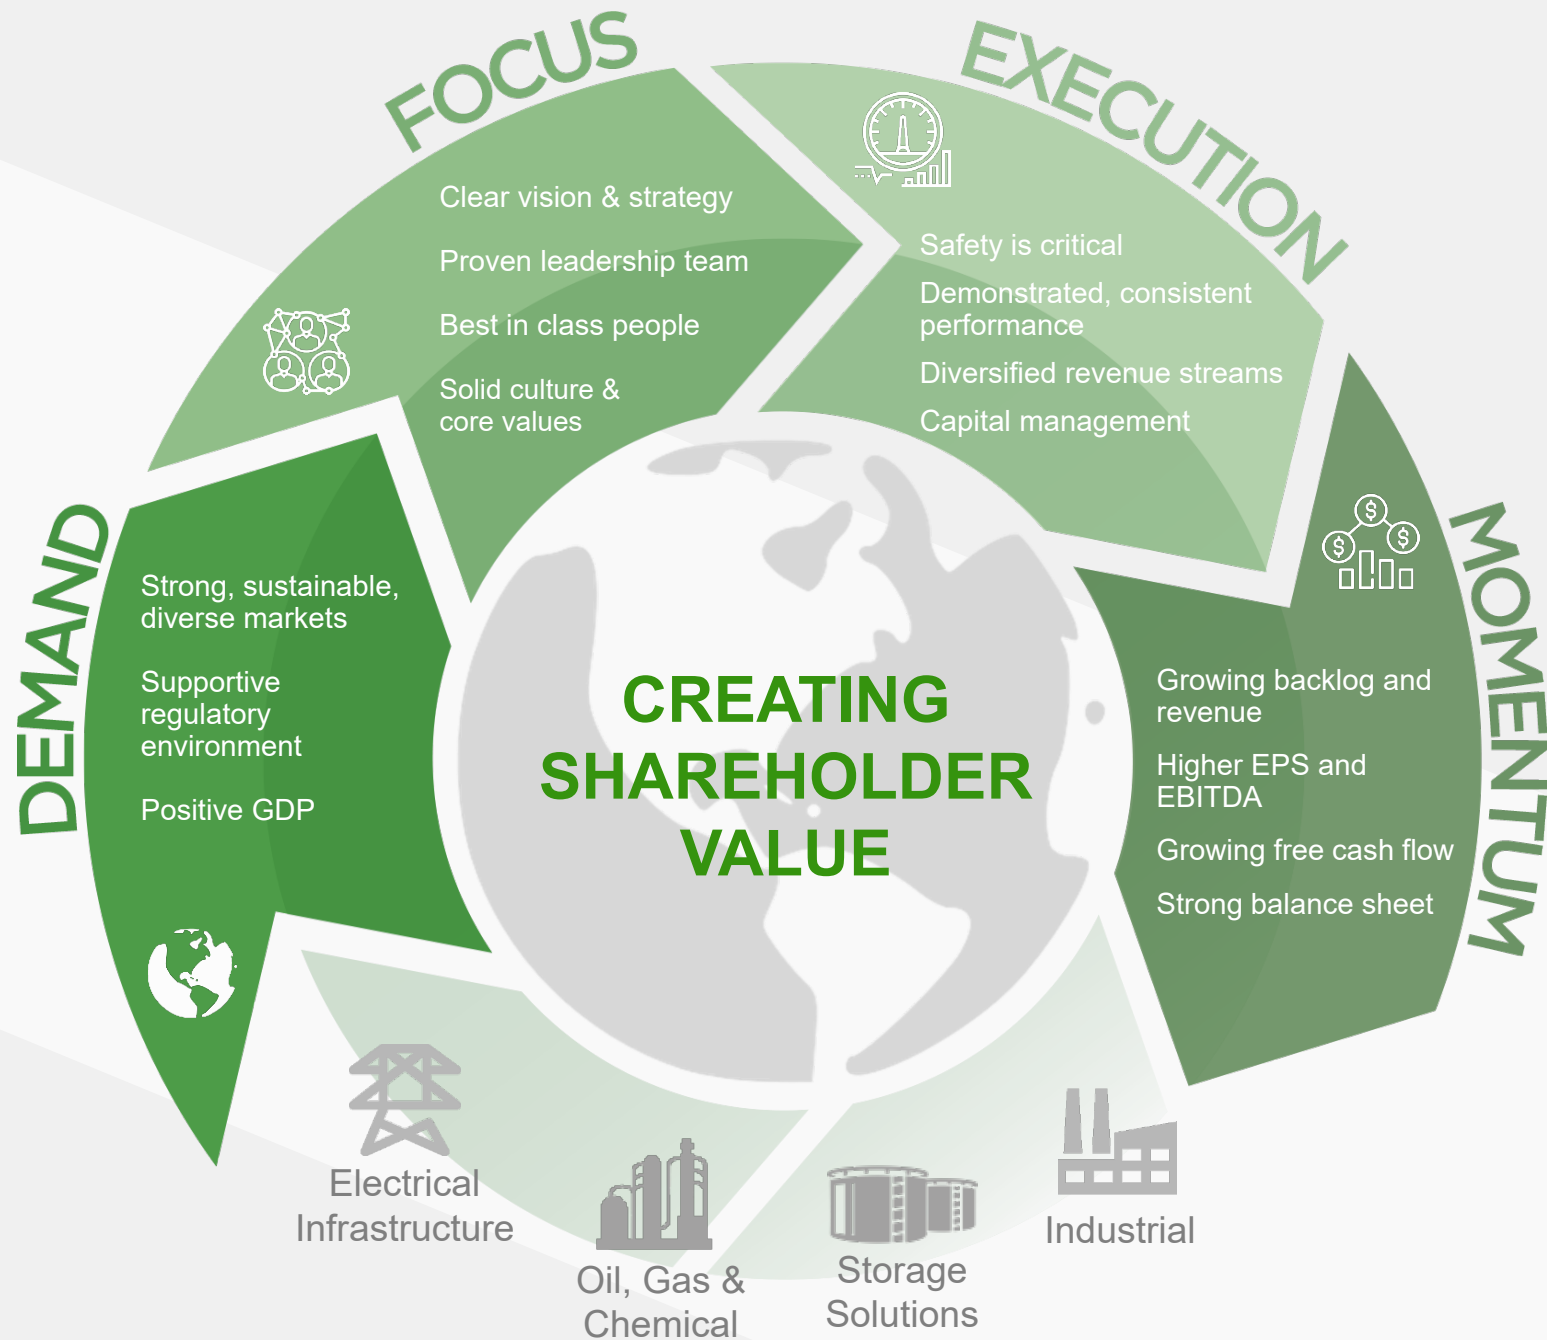 FOCUS
Clear vision & strategy
Proven leadership team
Best in class people
Solid culture &
core values
EXECUTION
Safety is critical
Demonstrated, consistent
performance
Diversified revenue streams
Capital management
DEMAND
Strong, sustainable,
diverse markets
Supportive
regulatory
environment
Positive GDP
CREATING
SHAREHOLDER
VALUE
MOMENTUM
$
$
$
Growing backlog and
revenue
Higher EPS and
EBITDA
Growing free cash flow
Strong balance sheet
Electrical
Infrastructure
Oil, Gas &
Chemical
Storage
Solutions
Industrial